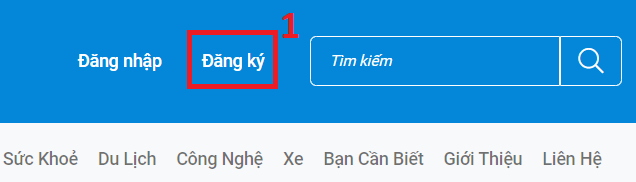 1
Đăng nhập Đăng ký Tìm kiếm
Sức Khoẻ Du Lịch Công Nghệ Xe Bạn Cần Biết Giới Thiệu Liên Hệ